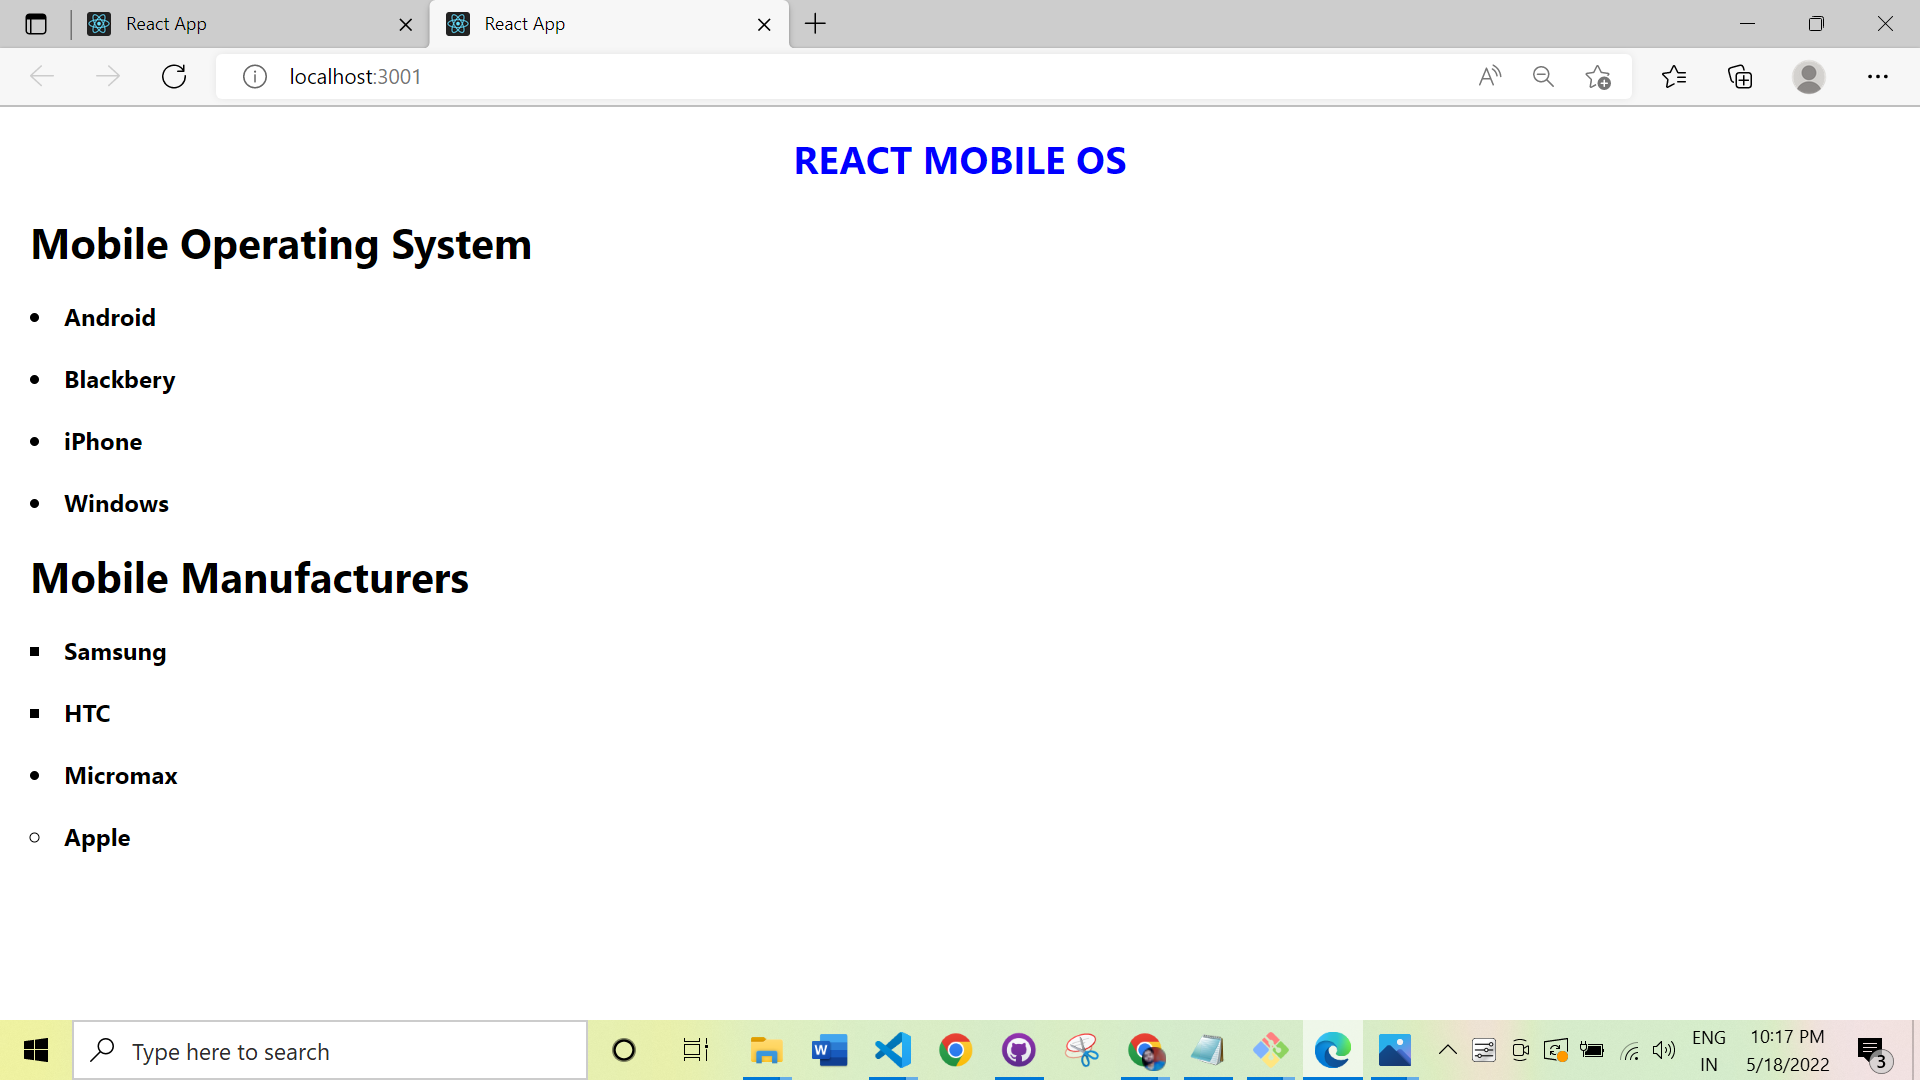 React App
React App
localhost:3001
REACT MOBILE OS
Mobile Operating System
Android
Blackbery
iPhone
Windows
Mobile Manufacturers
Samsung
HTC
Micromax
Apple
Type here to search
ENG
IN
10:17 PM
5/18/2022
3